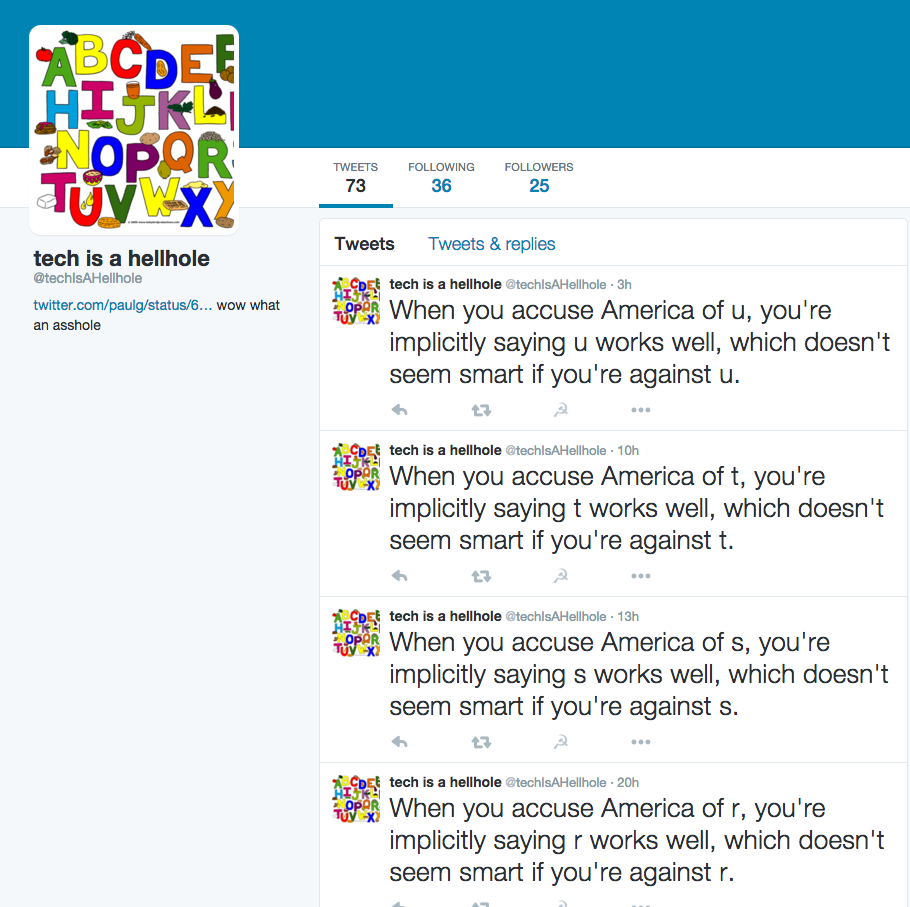 ABCDEF
HIJKL
NOPQR
TUVWXY
TWEETS FOLLOWING FOLLOWERS
73 36 25
tech is a hellhole
@techIsAHellhole
twitter.com/paulg/status/6... wow what
an asshole
Tweets Tweets & replies
tech is a hellhole @techIsAHellhole · 3h
When you accuse America of u, you're
implicitly saying u works well, which doesn't
seem smart if you're against u.
tech is a hellhole @techIsAHellhole · 10h
When you accuse America of t, you're
implicitly saying t works well, which doesn't
seem smart if you're against t.
tech is a hellhole @techIsAHellhole · 13h
When you accuse America of s, you're
implicitly saying s works well, which doesn't
seem smart if you're against s.
tech is a hellhole @techIsAHellhole · 20h
When you accuse America of r, you're
implicitly saying r works well, which doesn't
seem smart if you're against r.